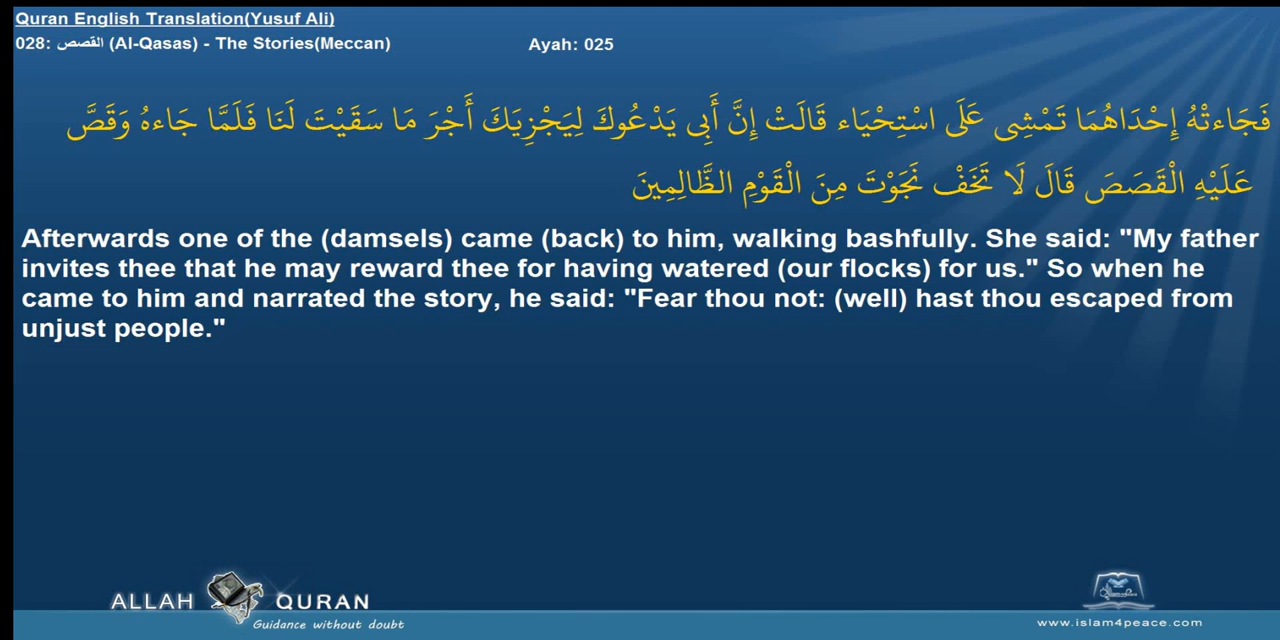 Quran English Translation(Yusuf Ali)
028: القصص (Al-Qasas) - The Stories(Meccan) Ayah: 025
فَجَاءتْهُ إِحْدَاهُمَا تَمْشِي عَلَى اسْتِحْيَاء قَالَتْ إِنَّ أَبِي يَدْعُوكَ لِيَجْزِيَكَ أَجْرَ مَا سَقَيْتَ لَنَا فَلَمَّا جَاءهُ وَقَصَّ
عَلَيْهِ الْقَصَصَ قَالَ لَا تَخَفْ نَجَوْتَ مِنَ الْقَوْمِ الظَّالِمِينَ
Afterwards one of the (damsels) came (back) to him, walking bashfully. She said: "My father
invites thee that he may reward thee for having watered (our flocks) for us." So when he
came to him and narrated the story, he said: "Fear thou not: (well) hast thou escaped from
unjust people."
ALLAH QURAN
Guidance without doubt
www.islam4peace.com